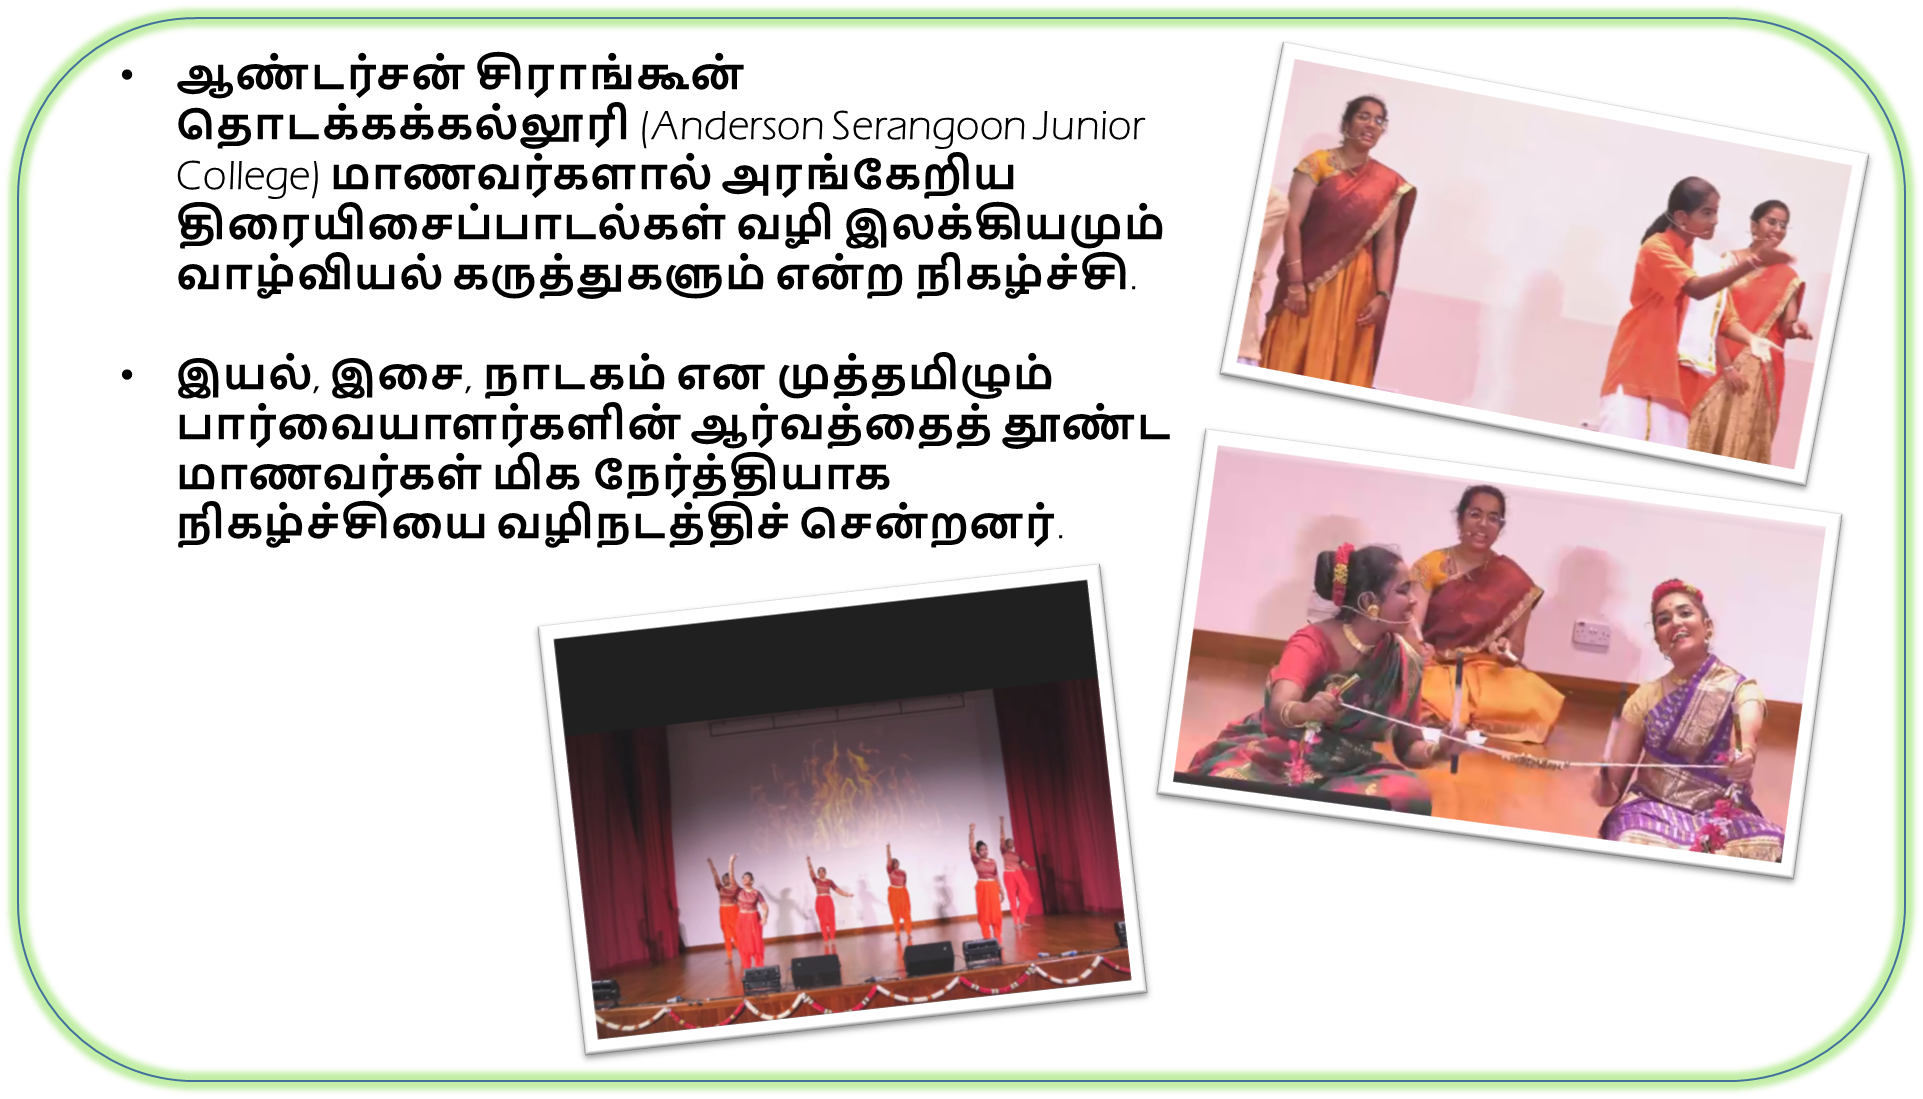 • ஆண்டர்சன் சிராங்கூன்
தொடக்கக்கல்லூரி (Anderson Serangoon Junior
College) மாணவர்களால் அரங்கேறிய
திரையிசைப்பாடல்கள் வழி இலக்கியமும்
வாழ்வியல் கருத்துகளும் என்ற நிகழ்ச்சி.
• இயல், இசை, நாடகம் என முத்தமிழும்
பார்வையாளர்களின் ஆர்வத்தைத் தூண்ட
மாணவர்கள் மிக நேர்த்தியாக
நிகழ்ச்சியை வழிநடத்திச் சென்றனர்.